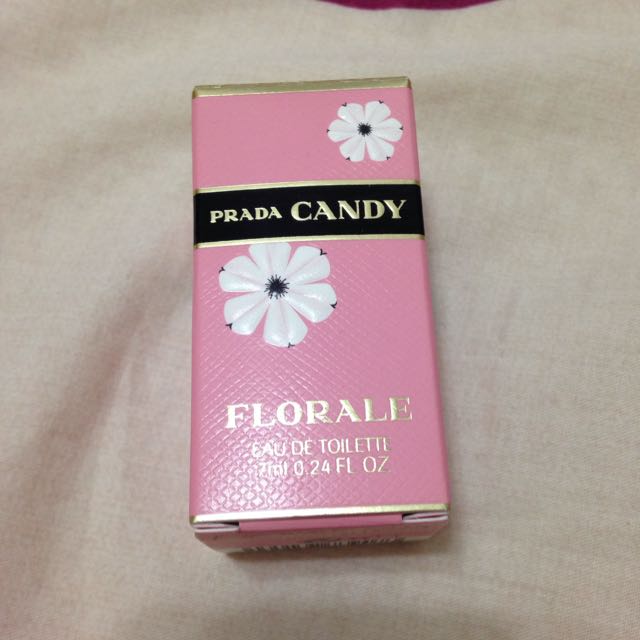 PRADA CANDY
FLORALE
EAU DE TOILETTE
7ml 0.24 FL OZ